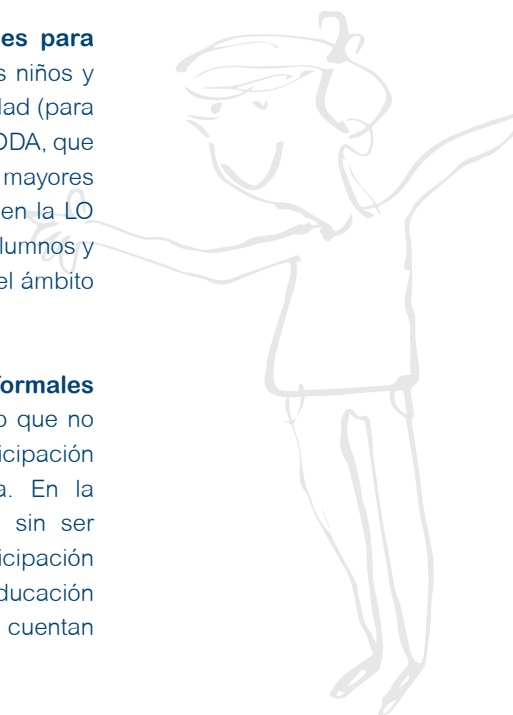 es para
s niños y
dad (para
DDA, que
mayores
en la LO
lumnos y
el ámbito
formales
o que no
icipación
a. En la
sin ser
icipación
ducación
cuentan